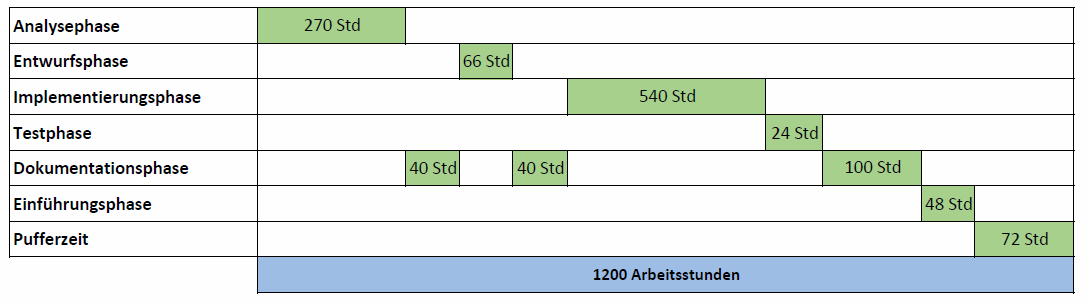 Analysephase 270 Std
Entwurfsphase 66 Std
Implementierungsphase 540 Std
Testphase 24 Std
Dokumentationsphase 40 Std 40 Std 100 Std
Einführungsphase 48 Std
Pufferzeit 72 Std
1200 Arbeitsstunden